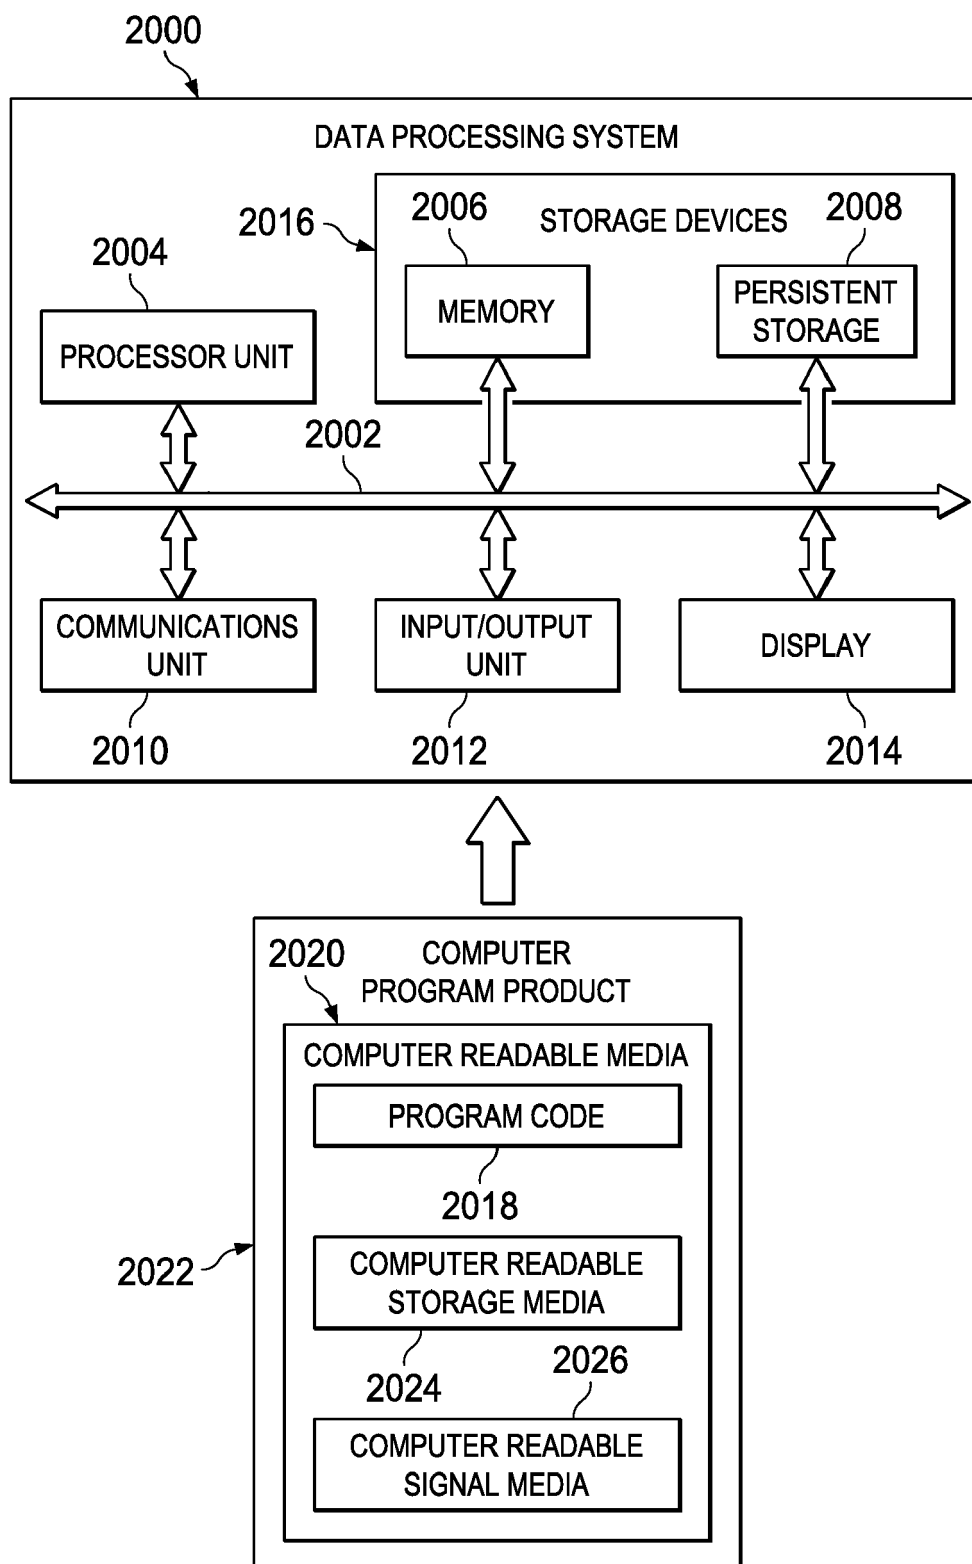 2000
DATA PROCESSING SYSTEM
2016
2006
STORAGE DEVICES
2008
2004
MEMORY
PERSISTENT
STORAGE
PROCESSOR UNIT
2002
COMMUNICATIONS
UNIT
INPUT/OUTPUT
UNIT
DISPLAY
2010
2012
2014
COMPUTER
PROGRAM PRODUCT
2020
COMPUTER READABLE MEDIA
PROGRAM CODE
2018
2022
COMPUTER READABLE
STORAGE MEDIA
2024
2026
COMPUTER READABLE
SIGNAL MEDIA